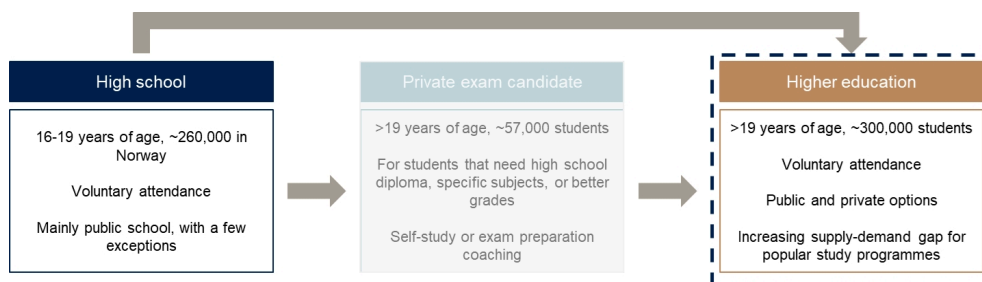 High school
16-19 years of age, ~260,000 in
Norway
Voluntary attendance
Mainly public school, with a few
exceptions
Private exam candidate
>19 years of age, ~57,000 students
For students that need high school
diploma, specific subjects, or better
grades
Self-study or exam preparation
coaching
Higher education
>19 years of age, ~300,000 students
Voluntary attendance
Public and private options
Increasing supply-demand gap for
popular study programmes